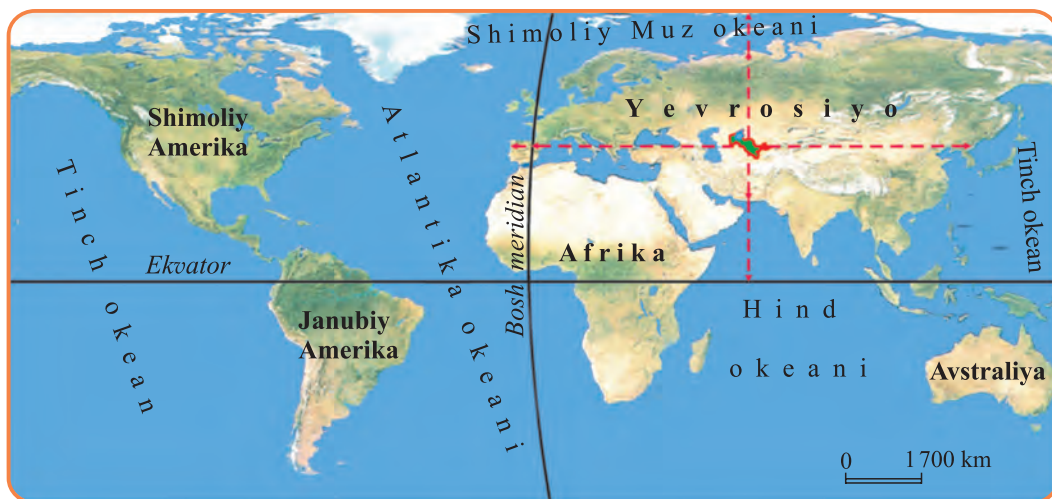 Shimoliy Muz okeani
Shimoliy
Amerika
Yevrosiyo
Atlantika okeani
Tinch okean
Tinch okean
Bosh meridian
Afrika
Ekvator
Janubiy
Amerika
Hind
okeani
Avstraliya
0 1700 km